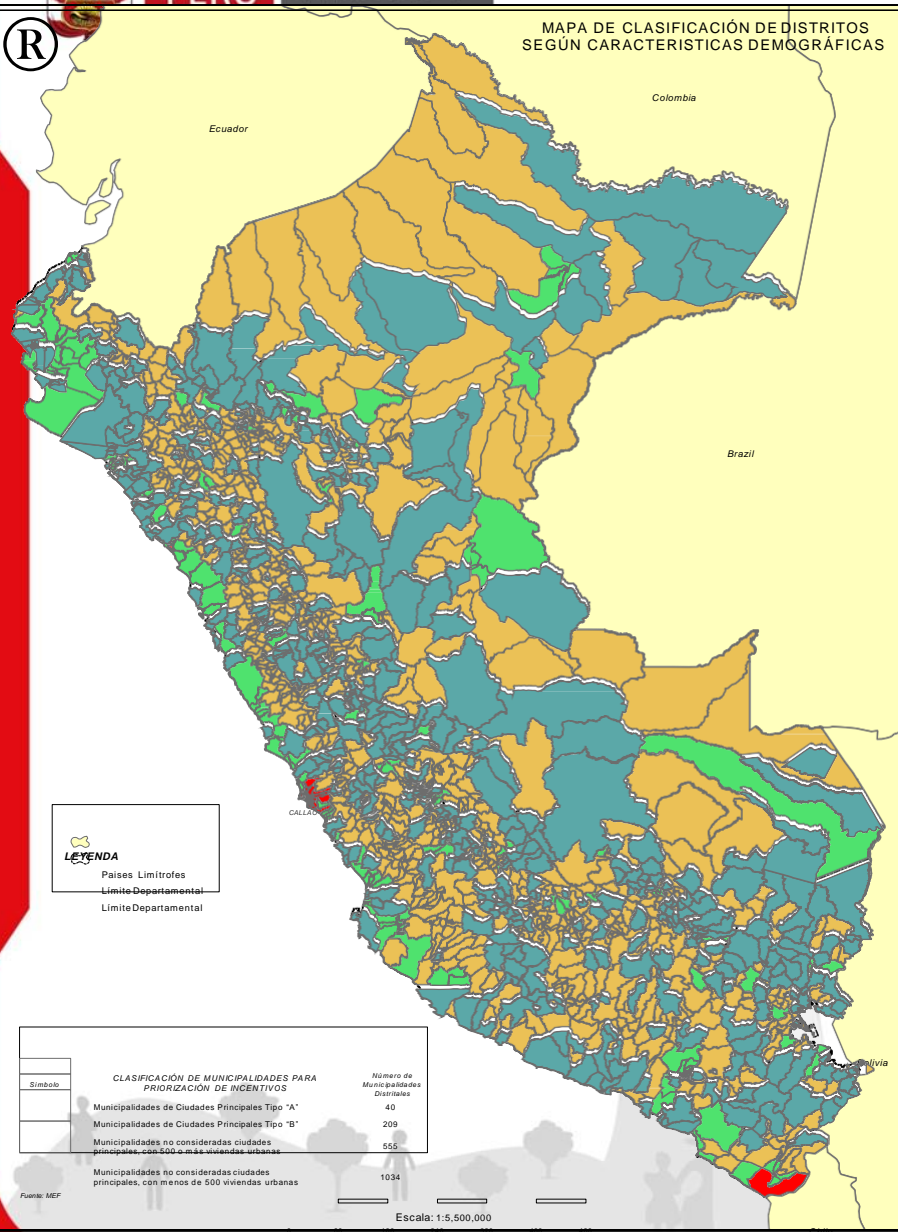 PERÚ
®
MAPA DE CLASIFICACIÓN DE DISTRITOS
SEGÚN CARACTERISTICAS DEMOGRÁFICAS
Colombia
Ecuador
Brazil
CALLAO
LEYENDA
Paises Limítrofes
Límite Departamental
Límite Departamental
Bolivia
Simbolo
CLASIFICACIÓN DE MUNICIPALIDADES PARA
PRIORIZACIÓN DE INCENTIVOS
Número de
Municipalidades
Distritales
Municipalidades de Ciudades Principales Tipo "A" 40
Municipalidades de Ciudades Principales Tipo "B" 209
Municipalidades no consideradas ciudades
principales, con 500 o más viviendas urbanas 555
Municipalidades no consideradas ciudades
principales, con menos de 500 viviendas urbanas 1034
Fuente: MEF
Escala: 1:5,500,000